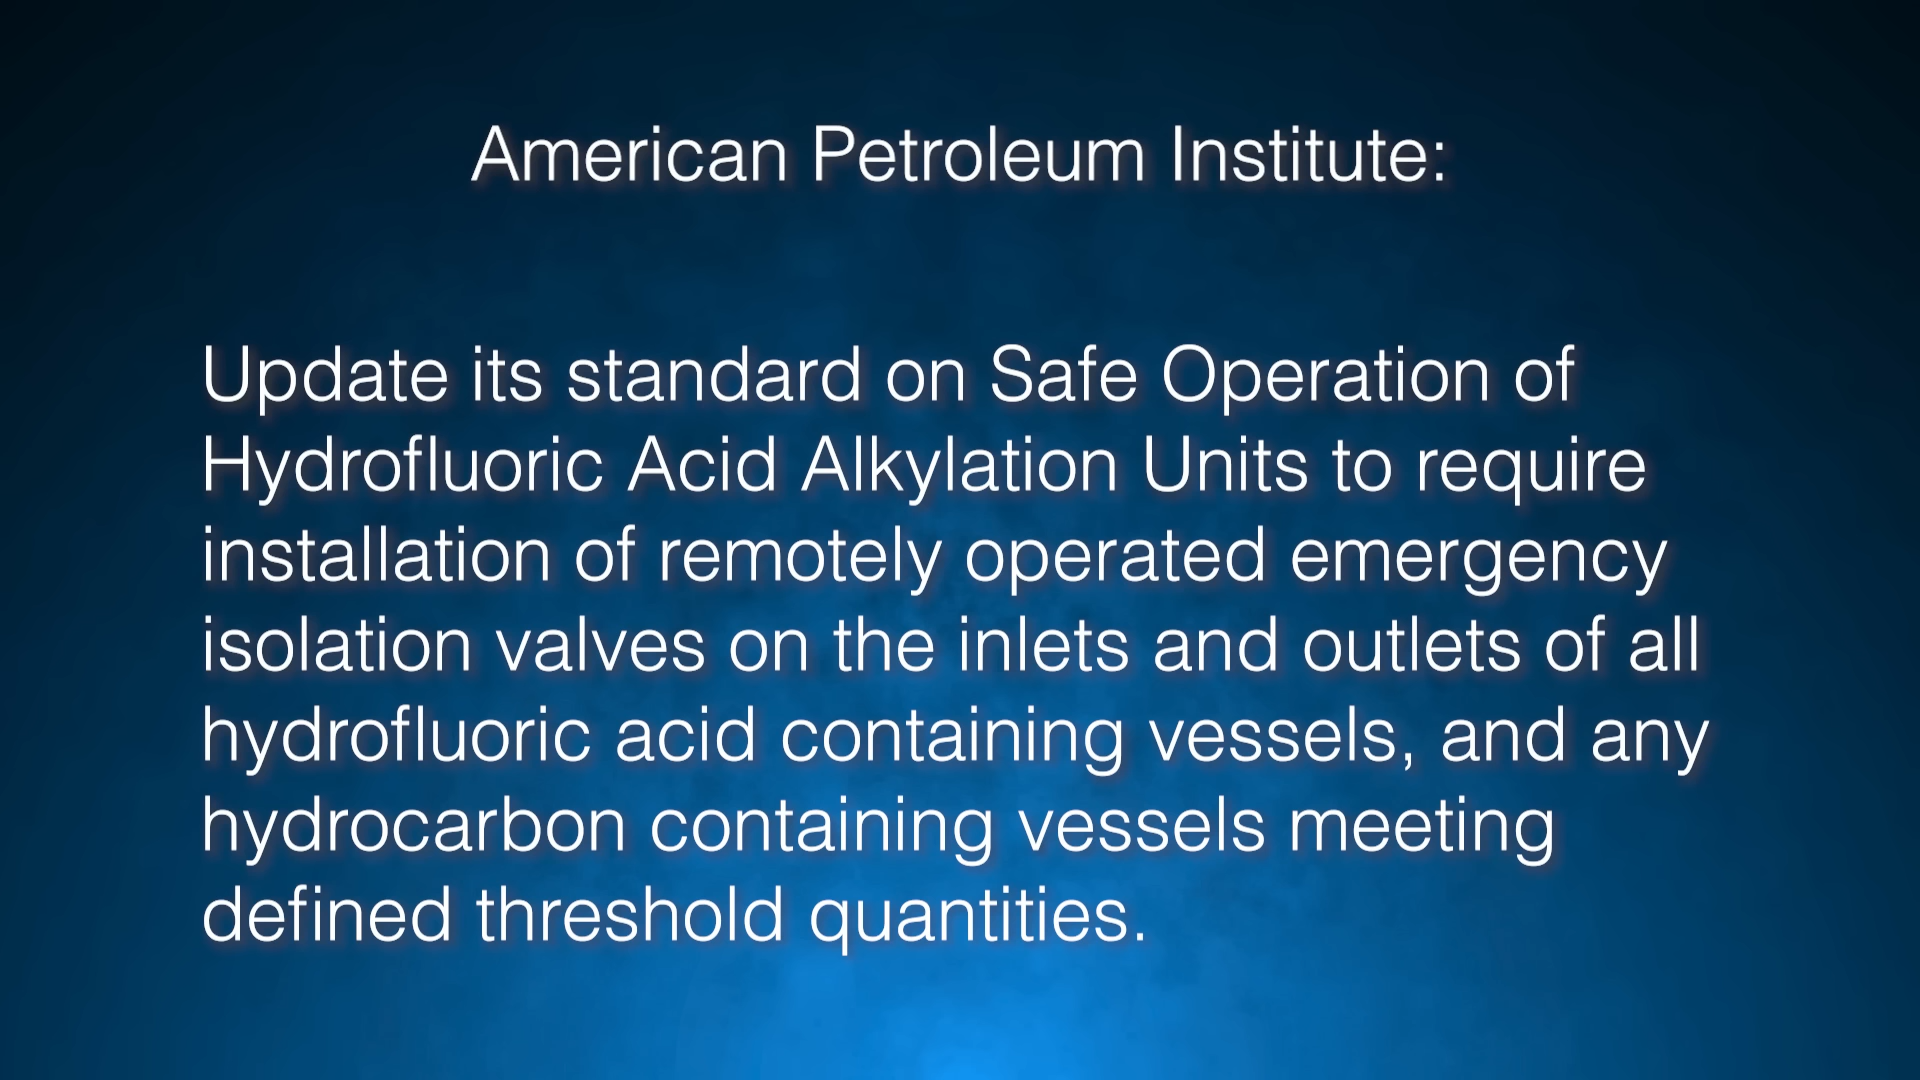 American Petroleum Institute:
Update its standard on Safe Operation of
Hydrofluoric Acid Alkylation Units to require
installation of remotely operated emergency
isolation valves on the inlets and outlets of all
hydrofluoric acid containing vessels, and any
hydrocarbon containing vessels meeting
defined threshold quantities.